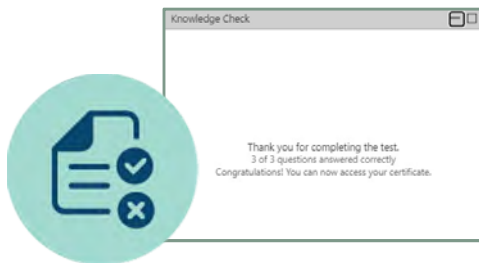 Knowledge Check
Thank you for completing the test.
3 of 3 questions answered correctly
Congratulations! You can now access your certificate.